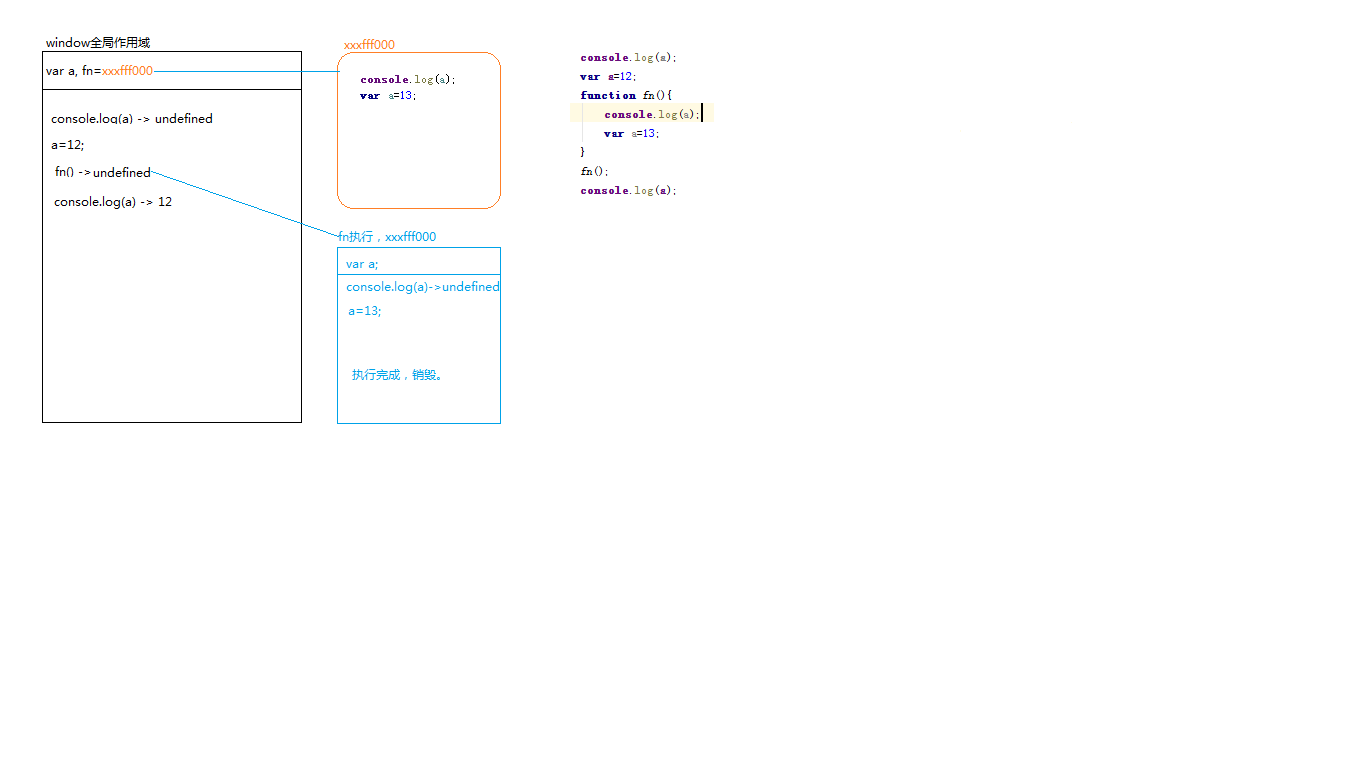 window全局作用域
var a, fn=xxxfff000
console.log(a) -> undefined
a=12;
fn() ->undefined
console.log(a) -> 12
xxxfff000
console.log(a);
var a=13;
fn执行，xxxfff000
var a;
console.log(a)->undefined
a=13;
执行完成，销毁。
console.log(a);
var a=12;
function fn(){
console.log(a);
var a=13;
}
fn();
console.log(a);